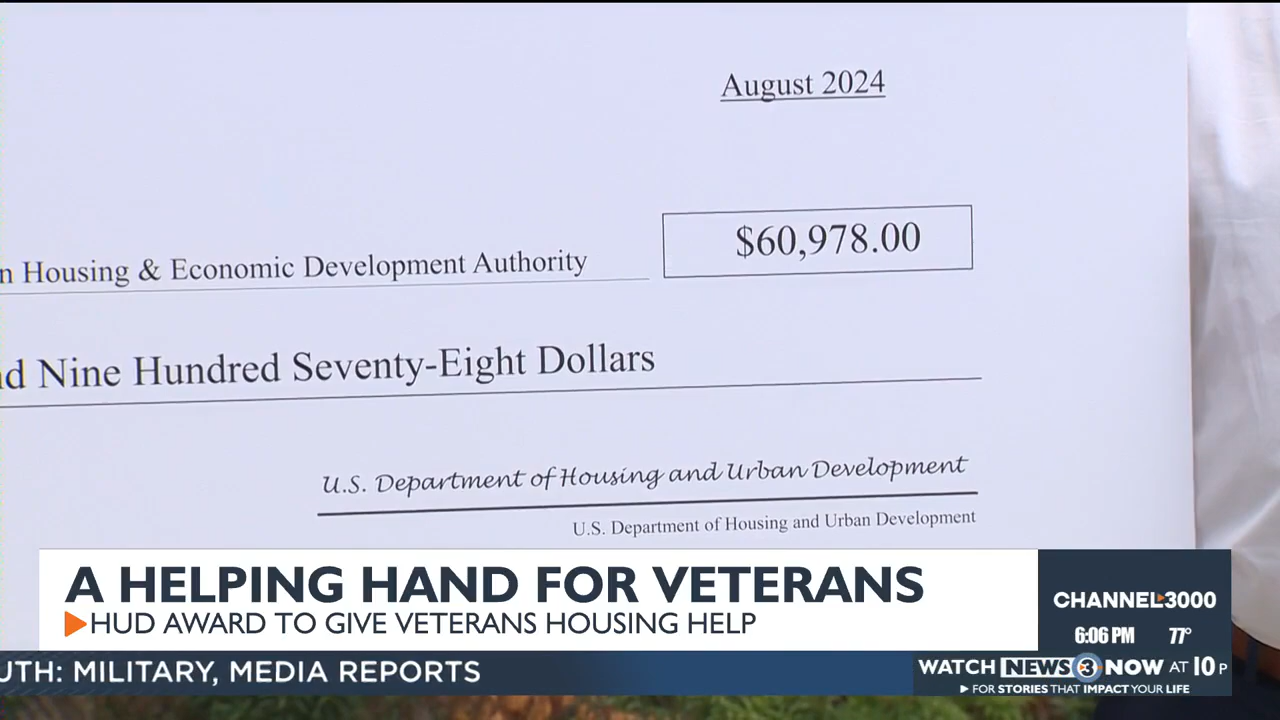 August 2024
$60,978.00
n Housing & Economic Development Authority
d Nine Hundred Seventy-Eight Dollars
U.S. Department of Housing and Urban Development
U.S. Department of Housing and Urban Development
A HELPING HAND FOR VETERANS
HUD AWARD TO GIVE VETERANS HOUSING HELP
CHANNEL3000
6:06 PM 77°
UTH: MILITARY, MEDIA REPORTS
WATCH NEWS 3 NOW AT 10 P
FOR STORIES THAT IMPACT YOUR LIFE